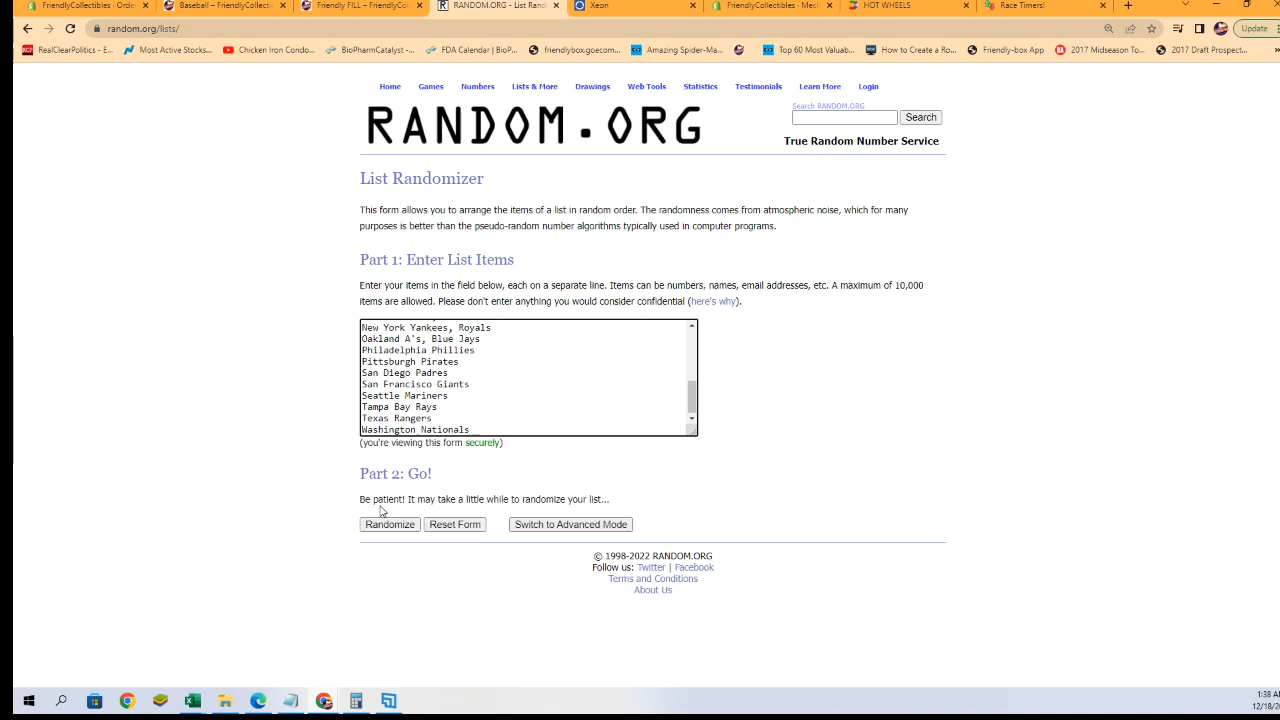 FriendlyCollectibles - Orde
Baseball – FriendlyCollecti
Friendly FILL – FriendlyCo
RANDOM.ORG - List Rand
Xeon
FriendlyCollectibles - Mech
HOT WHEELS
Race Timers!
random.org/lists/
Update
RealClearPolitics - E...
Most Active Stocks...
Chicken Iron Condo...
BioPharmCatalyst -...
FDA Calendar | BioP...
friendlybox.goecom...
Amazing Spider-Ma...
Top 60 Most Valuab...
How to Create a Ro...
Friendly-box App
2017 Midseason To...
2017 Draft Prospect...
Home Games Numbers Lists & More Drawings Web Tools Statistics Testimonials Learn More Login
RANDOM.ORG
Search RANDOM.ORG
Search
True Random Number Service
List Randomizer
This form allows you to arrange the items of a list in random order. The randomness comes from atmospheric noise, which for many
purposes is better than the pseudo-random number algorithms typically used in computer programs.
Part 1: Enter List Items
Enter your items in the field below, each on a separate line. Items can be numbers, names, email addresses, etc. A maximum of 10,000
items are allowed. Please don't enter anything you would consider confidential (here's why).
New York Yankees, Royals
Oakland A's, Blue Jays
Philadelphia Phillies
Pittsburgh Pirates
San Diego Padres
San Francisco Giants
Seattle Mariners
Tampa Bay Rays
Texas Rangers
Washington Nationals
(you're viewing this form securely)
Part 2: Go!
Be patient! It may take a little while to randomize your list...
Randomize Reset Form Switch to Advanced Mode
© 1998-2022 RANDOM.ORG
Follow us: Twitter | Facebook
Terms and Conditions
About Us
1:38
12/18/2